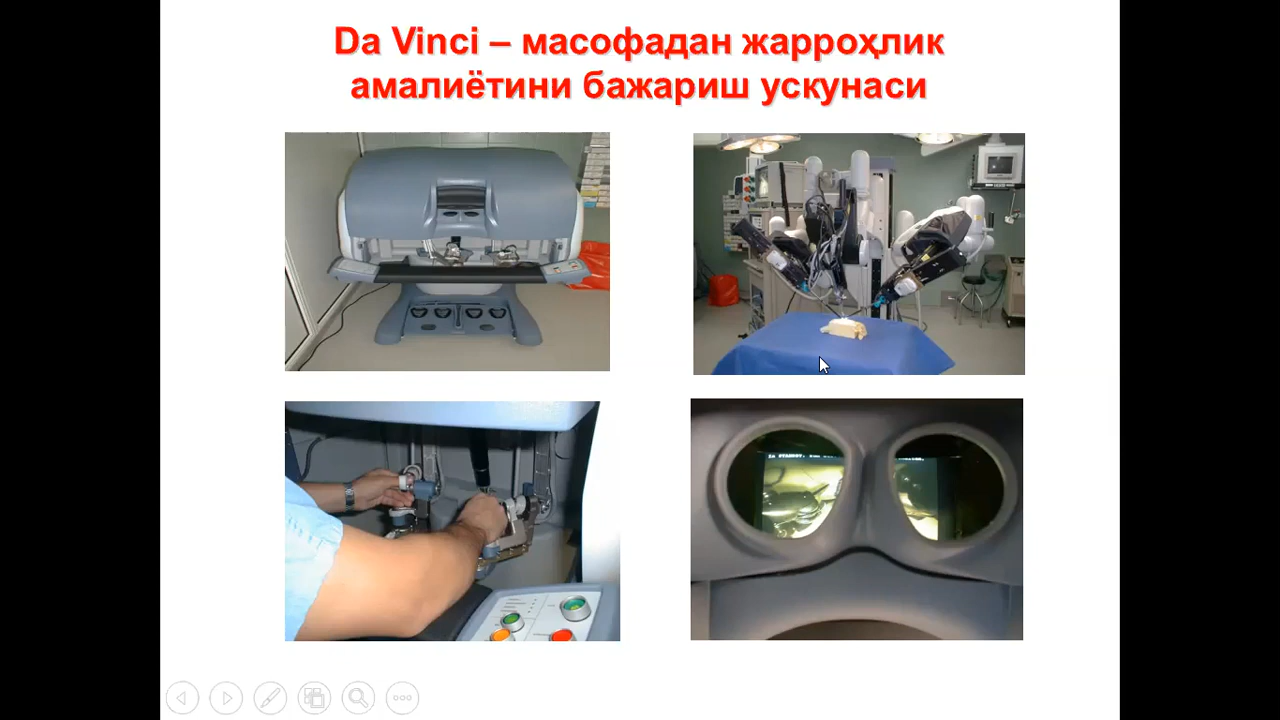 Da Vinci – масофадан жарроҳлик
амалиётини бажариш ускунаси